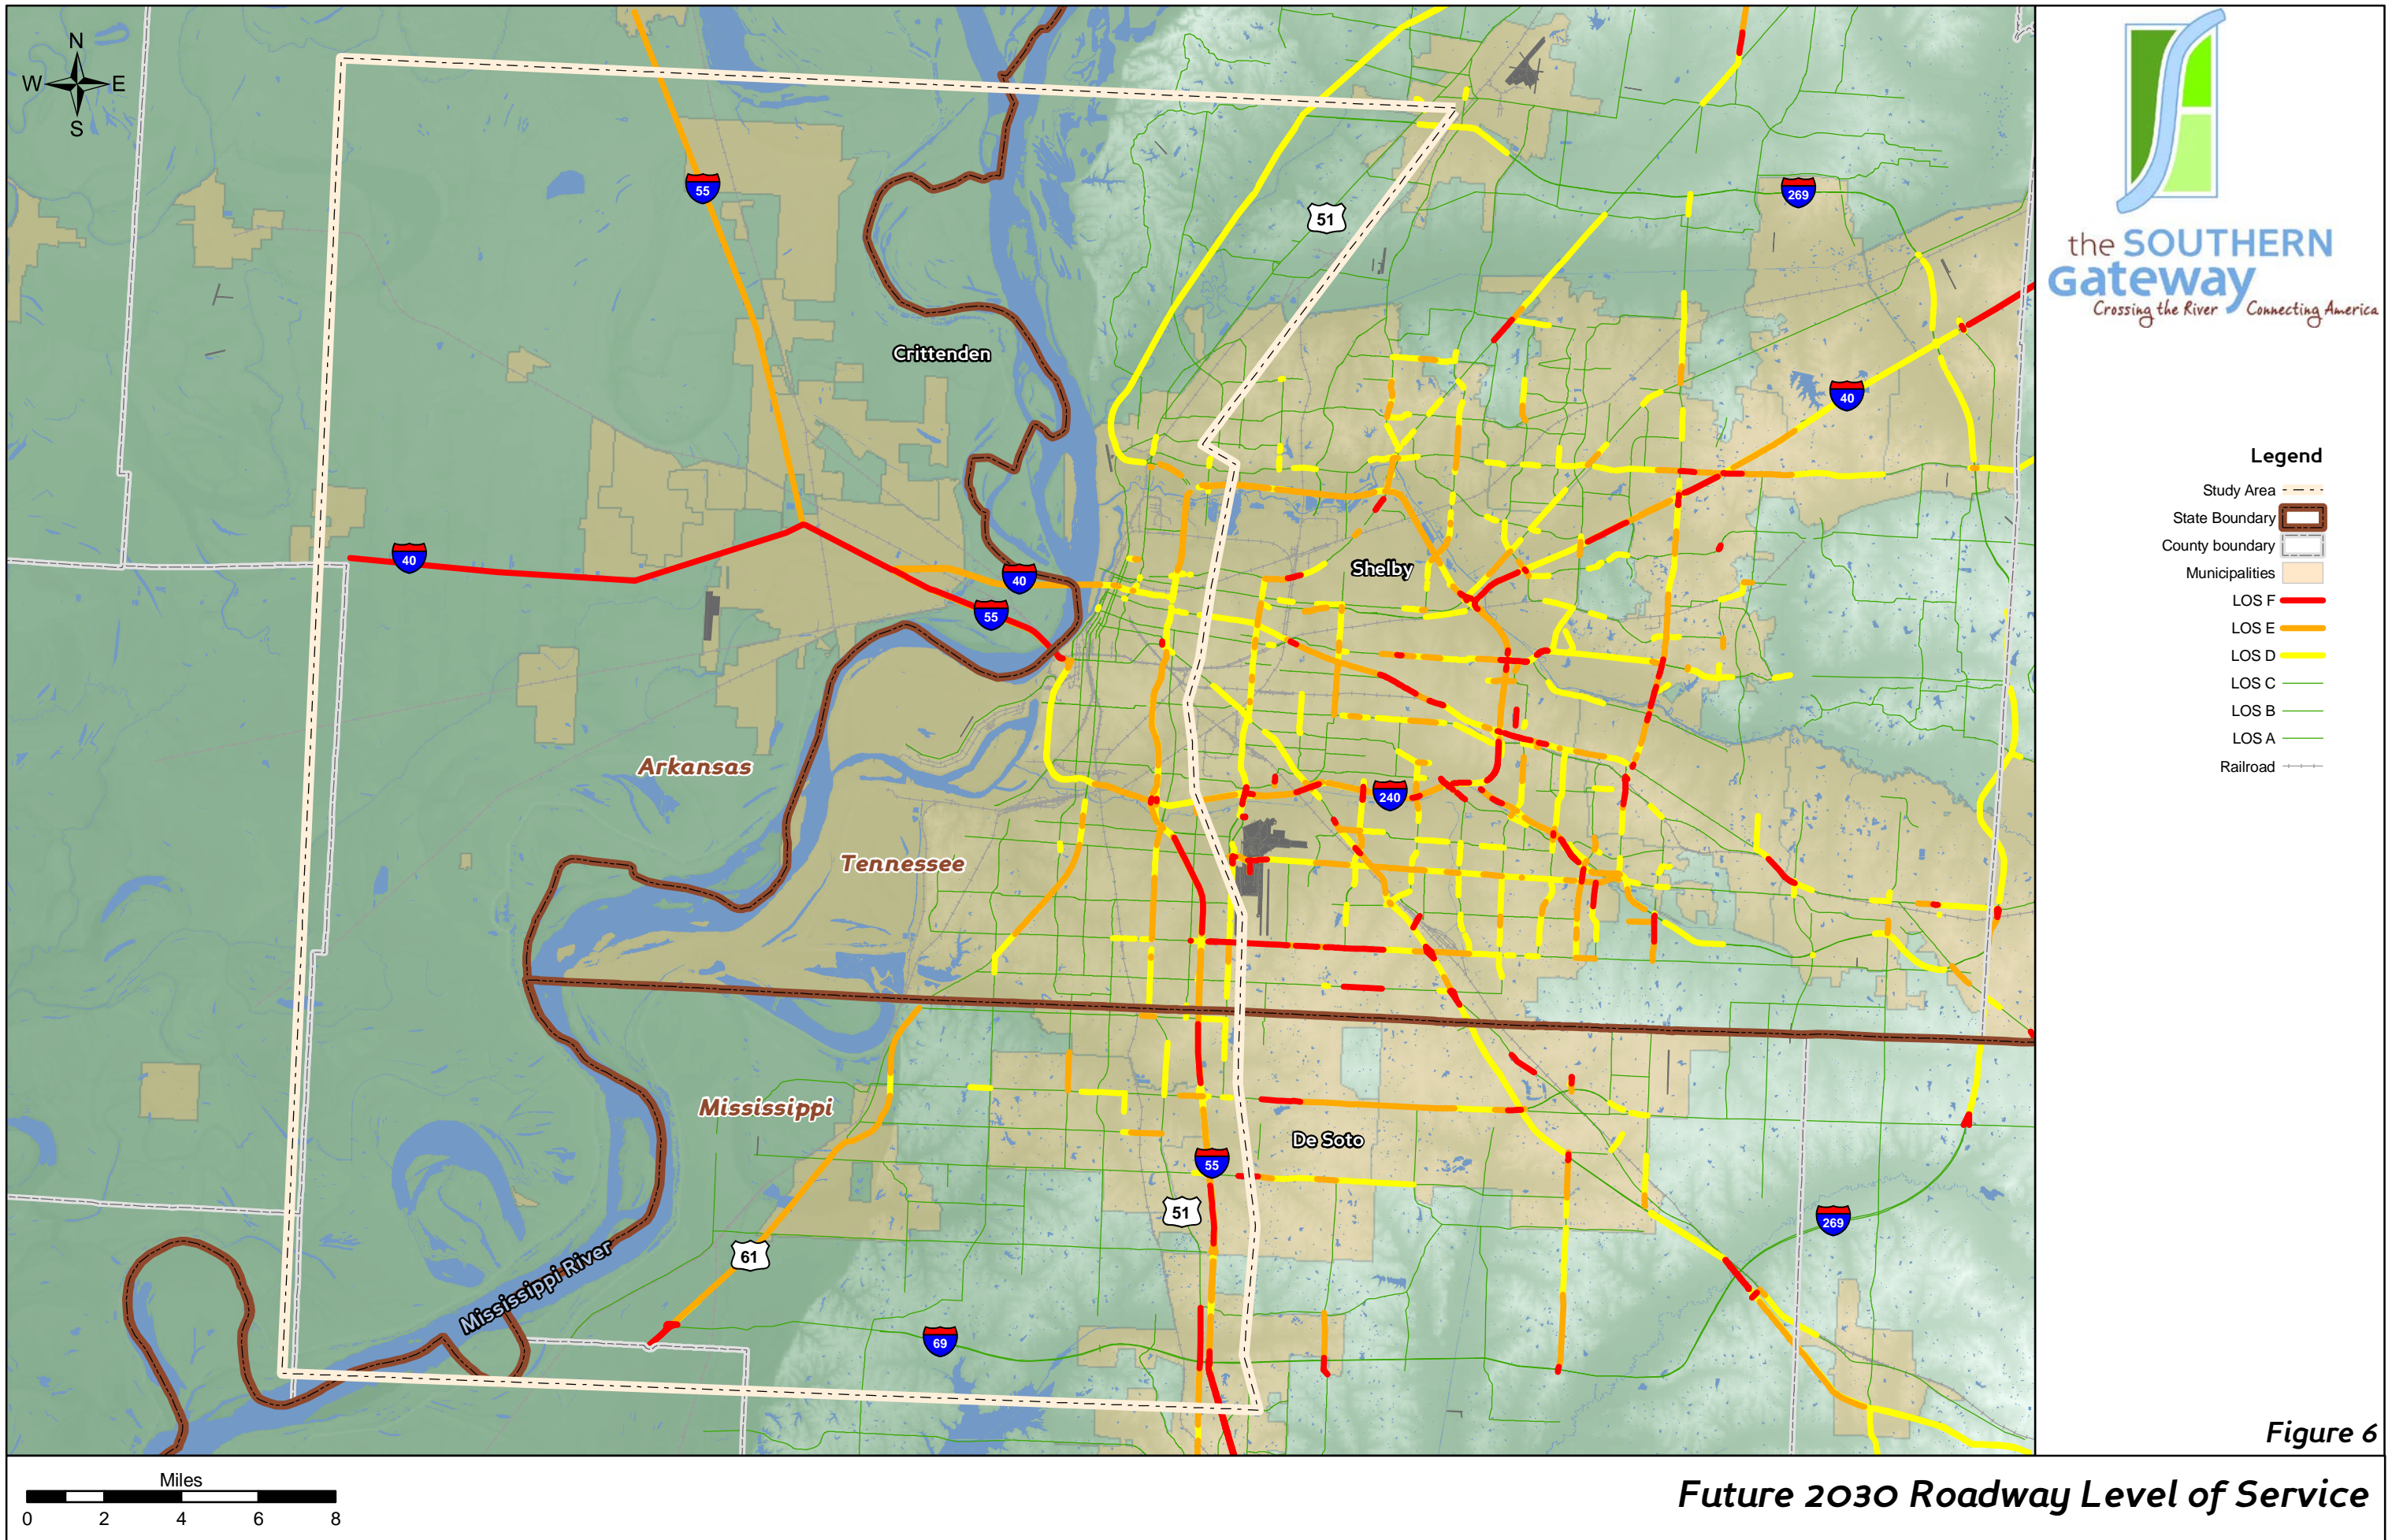 N
W E
S
55
51
269
Crittenden
40
40
40
55
Shelby
Arkansas
240
Tennessee
Mississippi
De Soto
55
51
269
61
Mississippi River
69
the SOUTHERN
Gateway
Crossing the River Connecting America
Legend
Study Area
State Boundary
County boundary
Municipalities
LOS F
LOS E
LOS D
LOS C
LOS B
LOS A
Railroad
Figure 6
Miles
0 2 4 6 8
Future 2030 Roadway Level of Service